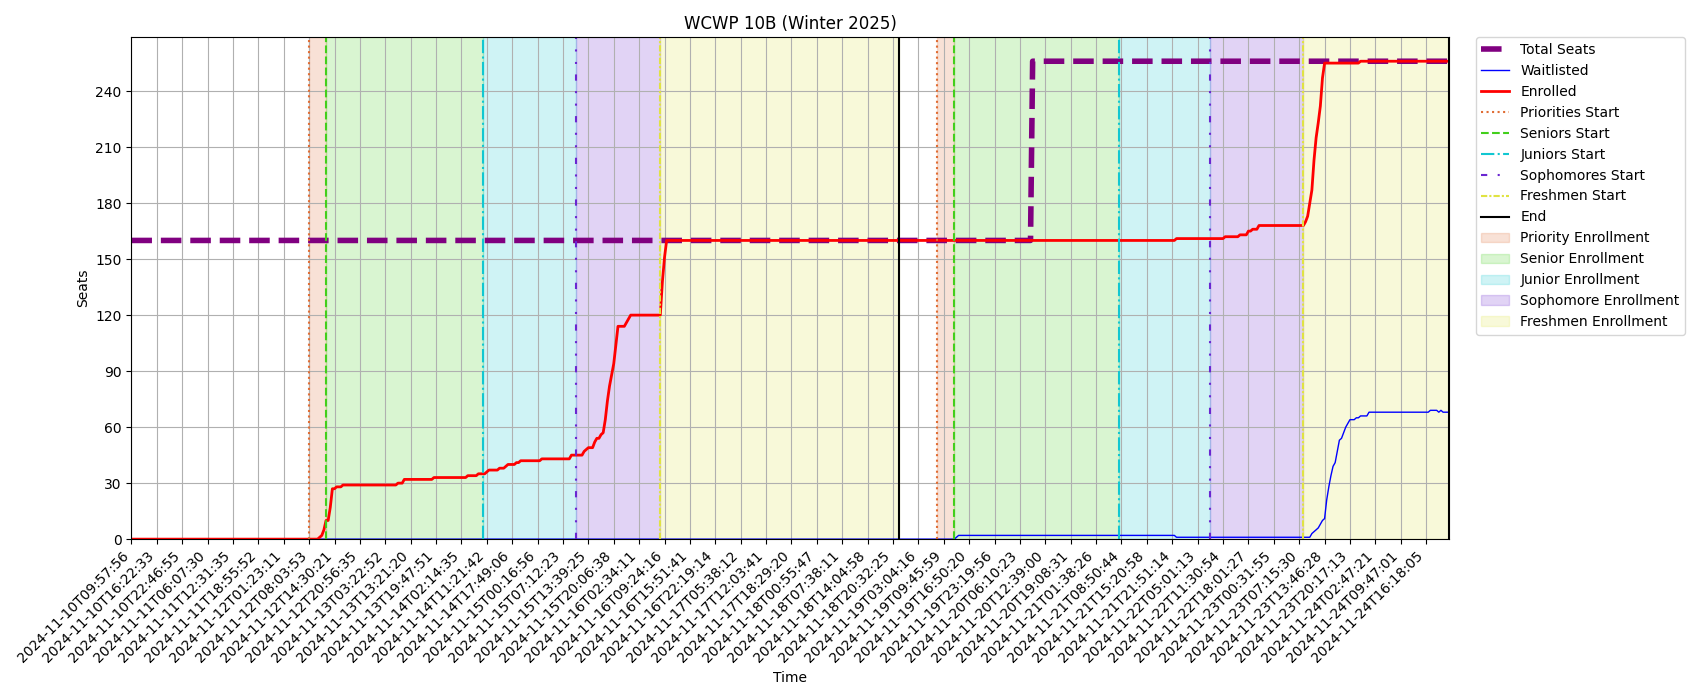 WCWP 10B (Winter 2025)
Total Seats
Waitlisted
Enrolled
Priorities Start
Seniors Start
Juniors Start
Sophomores Start
Freshmen Start
End
Priority Enrollment
Senior Enrollment
Junior Enrollment
Sophomore Enrollment
Freshmen Enrollment
Seats
240
210
180
150
120
90
60
30
0
2024-11-10T09:57:56
2024-11-10T16:22:33
2024-11-10T22:46:55
2024-11-11T06:07:30
2024-11-11T12:31:35
2024-11-11T18:55:52
2024-11-12T01:23:11
2024-11-12T08:03:53
2024-11-12T14:30:21
2024-11-12T20:56:35
2024-11-13T03:22:52
2024-11-13T13:21:20
2024-11-13T19:47:51
2024-11-14T02:14:35
2024-11-14T11:21:42
2024-11-14T17:49:06
2024-11-15T00:16:56
2024-11-15T07:12:23
2024-11-15T13:39:25
2024-11-15T20:06:38
2024-11-16T02:34:11
2024-11-16T09:24:16
2024-11-16T15:51:41
2024-11-16T22:19:14
2024-11-17T05:38:12
2024-11-17T12:03:41
2024-11-17T18:29:20
2024-11-18T00:55:47
2024-11-18T07:38:11
2024-11-18T14:04:58
2024-11-18T20:32:25
2024-11-19T03:04:16
2024-11-19T09:45:59
2024-11-19T16:50:20
2024-11-19T23:19:56
2024-11-20T06:10:23
2024-11-20T12:39:00
2024-11-20T19:08:31
2024-11-21T01:38:26
2024-11-21T08:50:44
2024-11-21T15:20:58
2024-11-21T21:51:14
2024-11-22T05:01:13
2024-11-22T11:30:54
2024-11-22T18:01:27
2024-11-23T00:31:55
2024-11-23T07:15:30
2024-11-23T13:46:28
2024-11-23T20:17:13
2024-11-24T02:47:21
2024-11-24T09:47:01
2024-11-24T16:18:05
Time